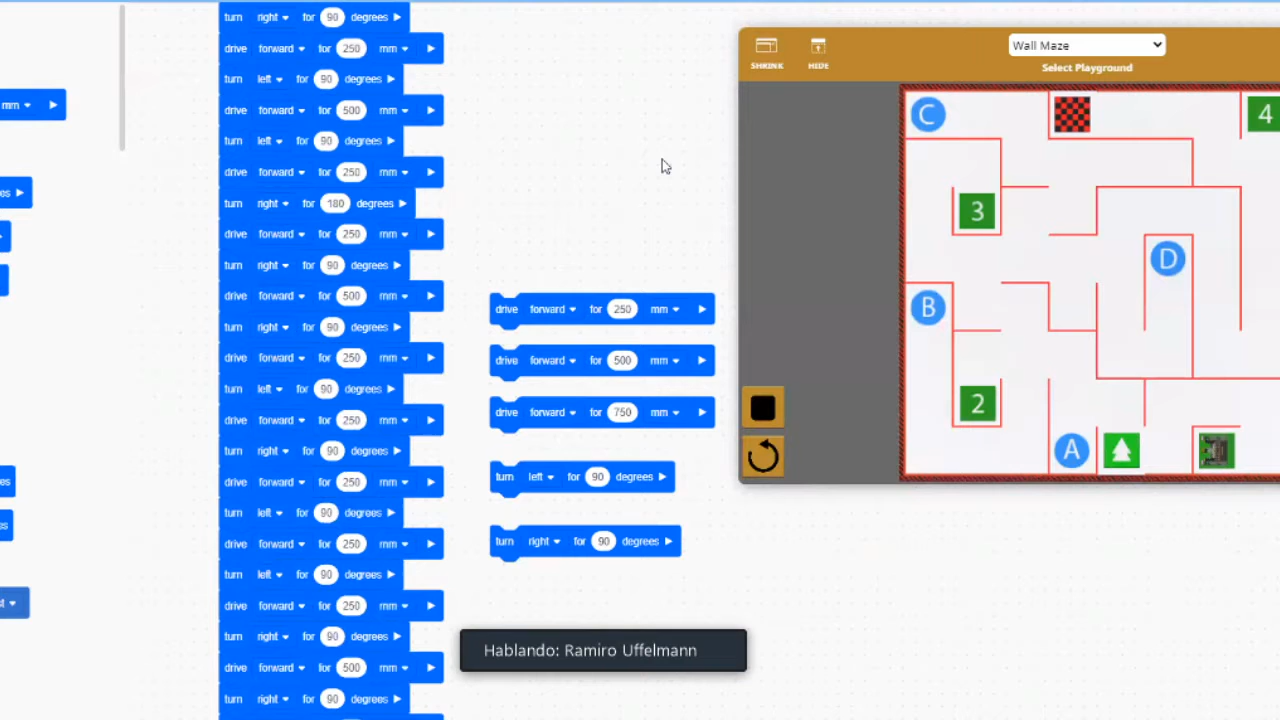 turn right for 90 degrees
drive forward for 250 mm
turn left for 90 degrees
drive forward for 500 mm
turn left for 90 degrees
drive forward for 250 mm
turn right for 180 degrees
drive forward for 250 mm
turn right for 90 degrees
drive forward for 500 mm
turn right for 90 degrees
drive forward for 250 mm
turn left for 90 degrees
drive forward for 250 mm
turn right for 90 degrees
drive forward for 250 mm
turn left for 90 degrees
drive forward for 250 mm
turn left for 90 degrees
drive forward for 250 mm
turn right for 90 degrees
drive forward for 500 mm
turn right for 90 degrees
mm
es
es
es
t
drive forward for 250 mm
drive forward for 500 mm
drive forward for 750 mm
turn left for 90 degrees
turn right for 90 degrees
Hablando: Ramiro Uffelmann
SHRINK
HIDE
Wall Maze
Select Playground
C
4
3
D
B
2
A